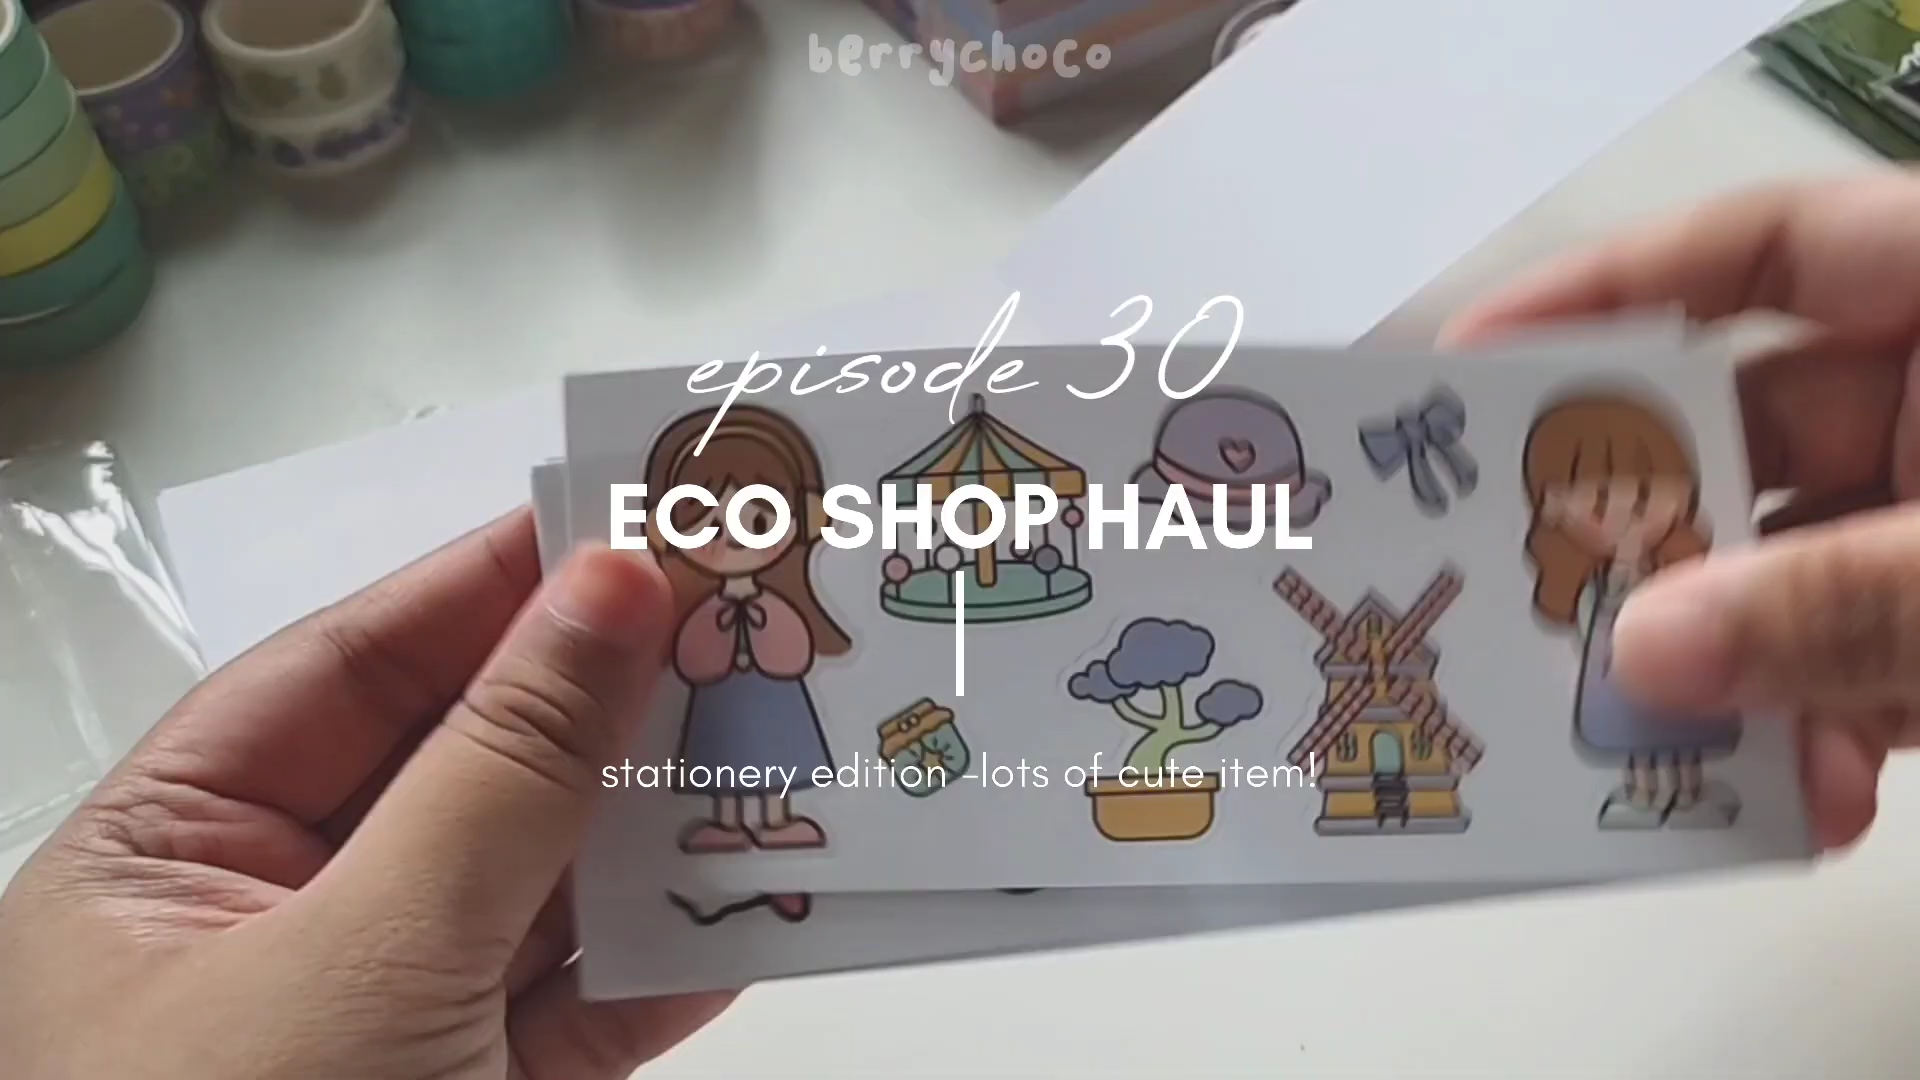 berrychoco
episode 30
ECO SHOP HAUL
stationery edition -lots of cute item!